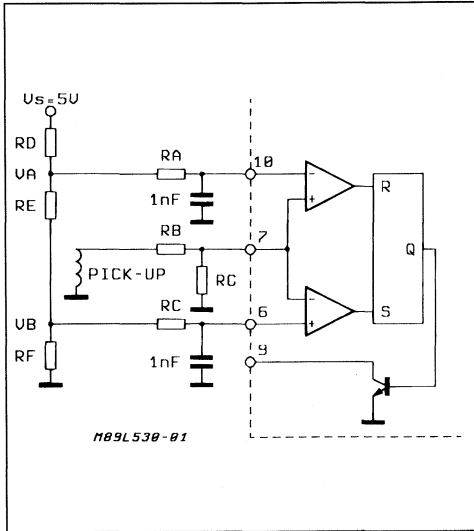 Vs=5V
RD
VA
RA
10
RE
1nF
R
RB
7
Q
PICK-UP
RC
VB
RC
6
S
RF
1nF
9
M89L530-01